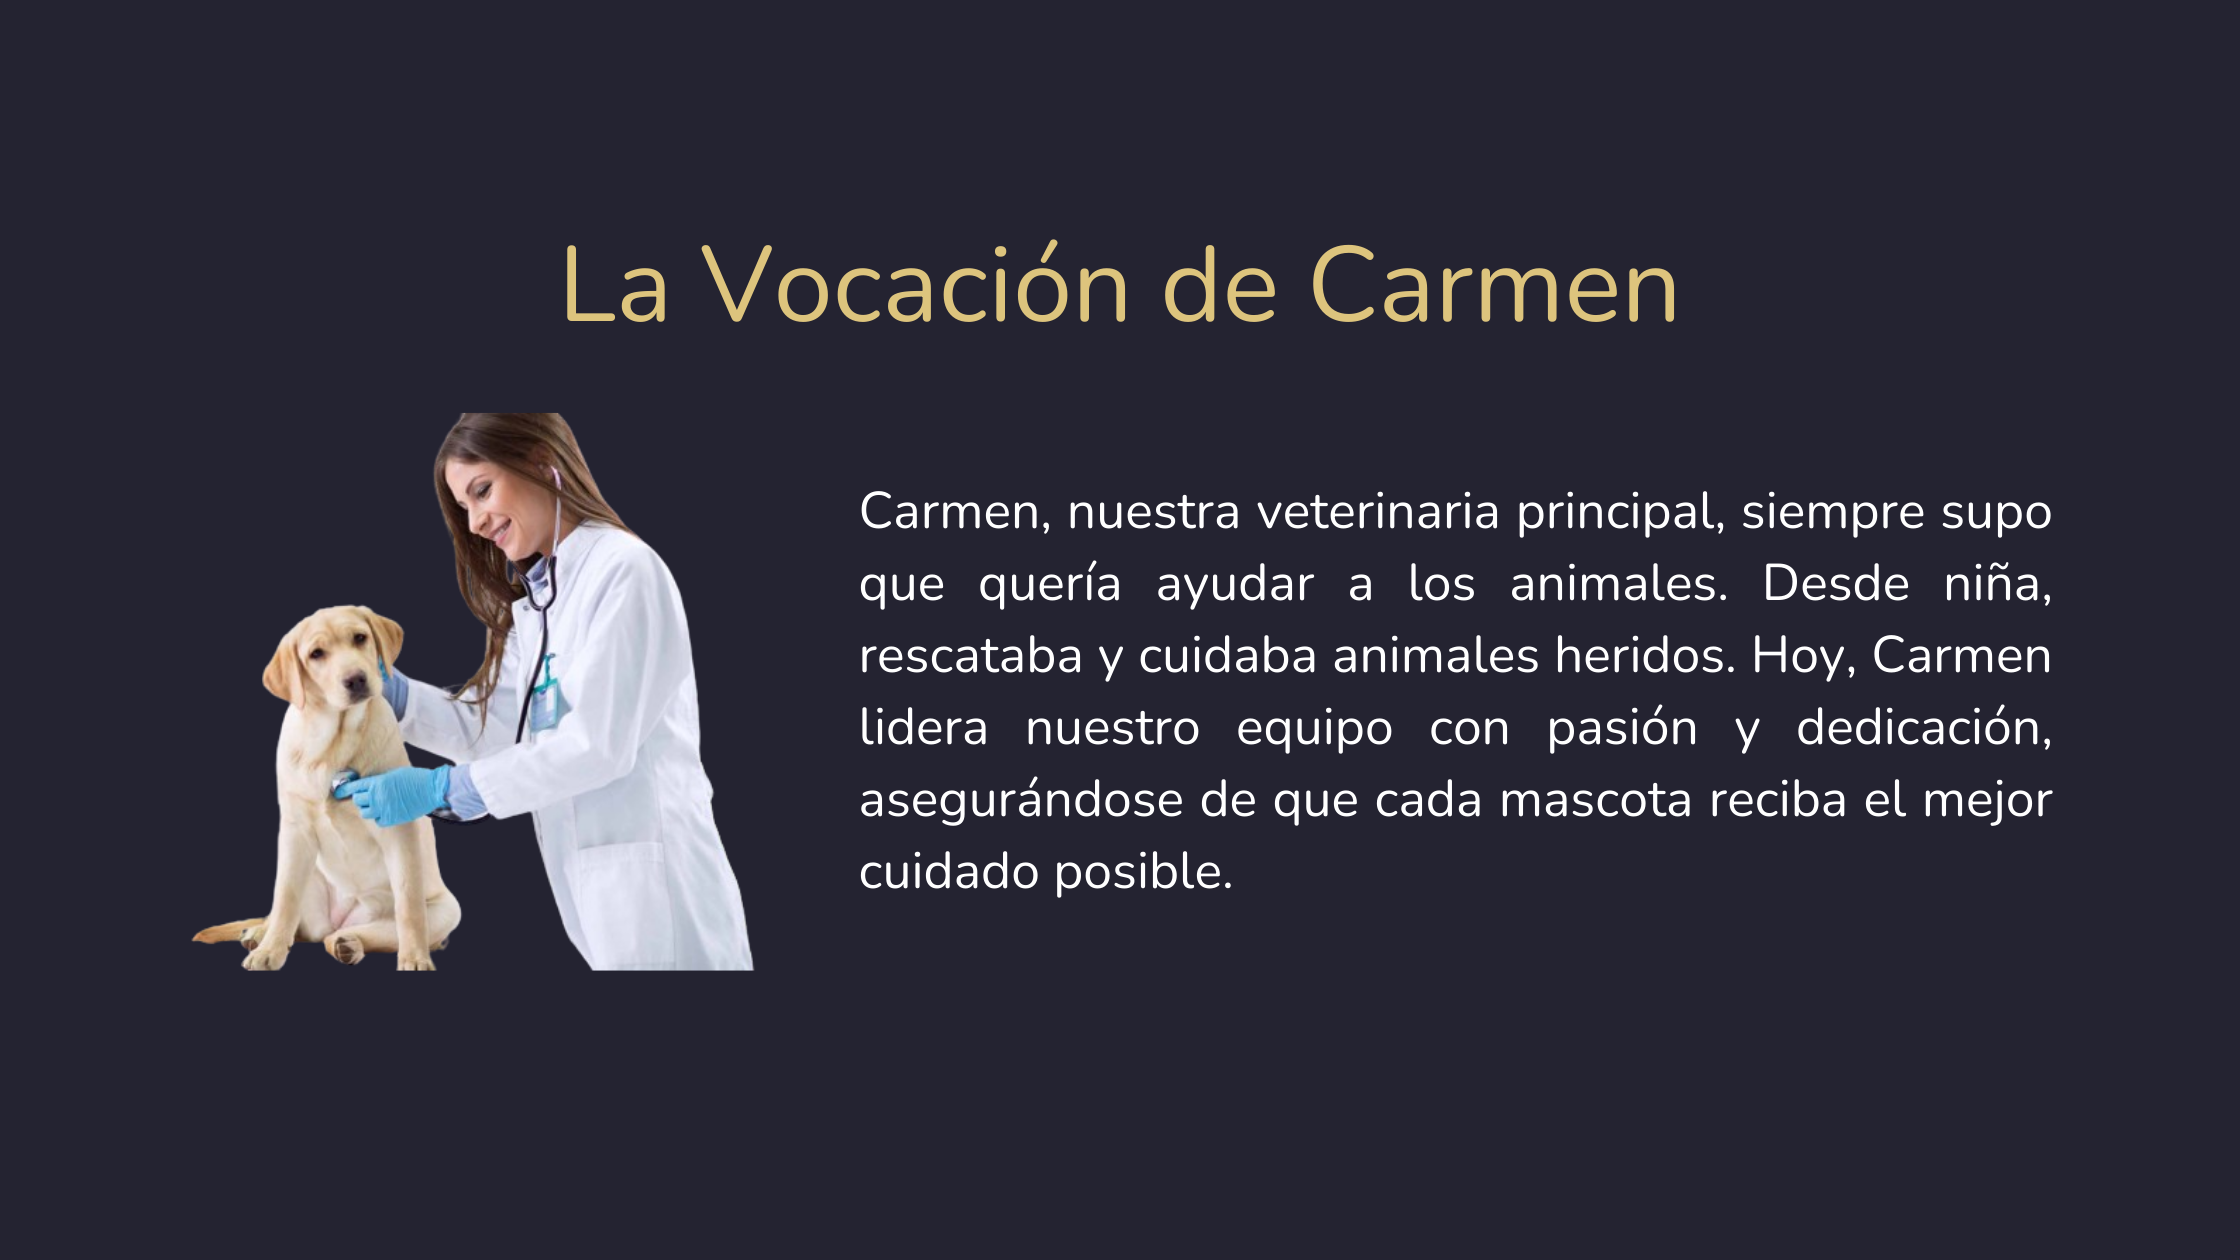 La Vocación de Carmen
Carmen, nuestra veterinaria principal, siempre supo
que quería ayudar a los animales. Desde niña,
rescataba y cuidaba animales heridos. Hoy, Carmen
lidera nuestro equipo con pasión y dedicación,
asegurándose de que cada mascota reciba el mejor
cuidado posible.